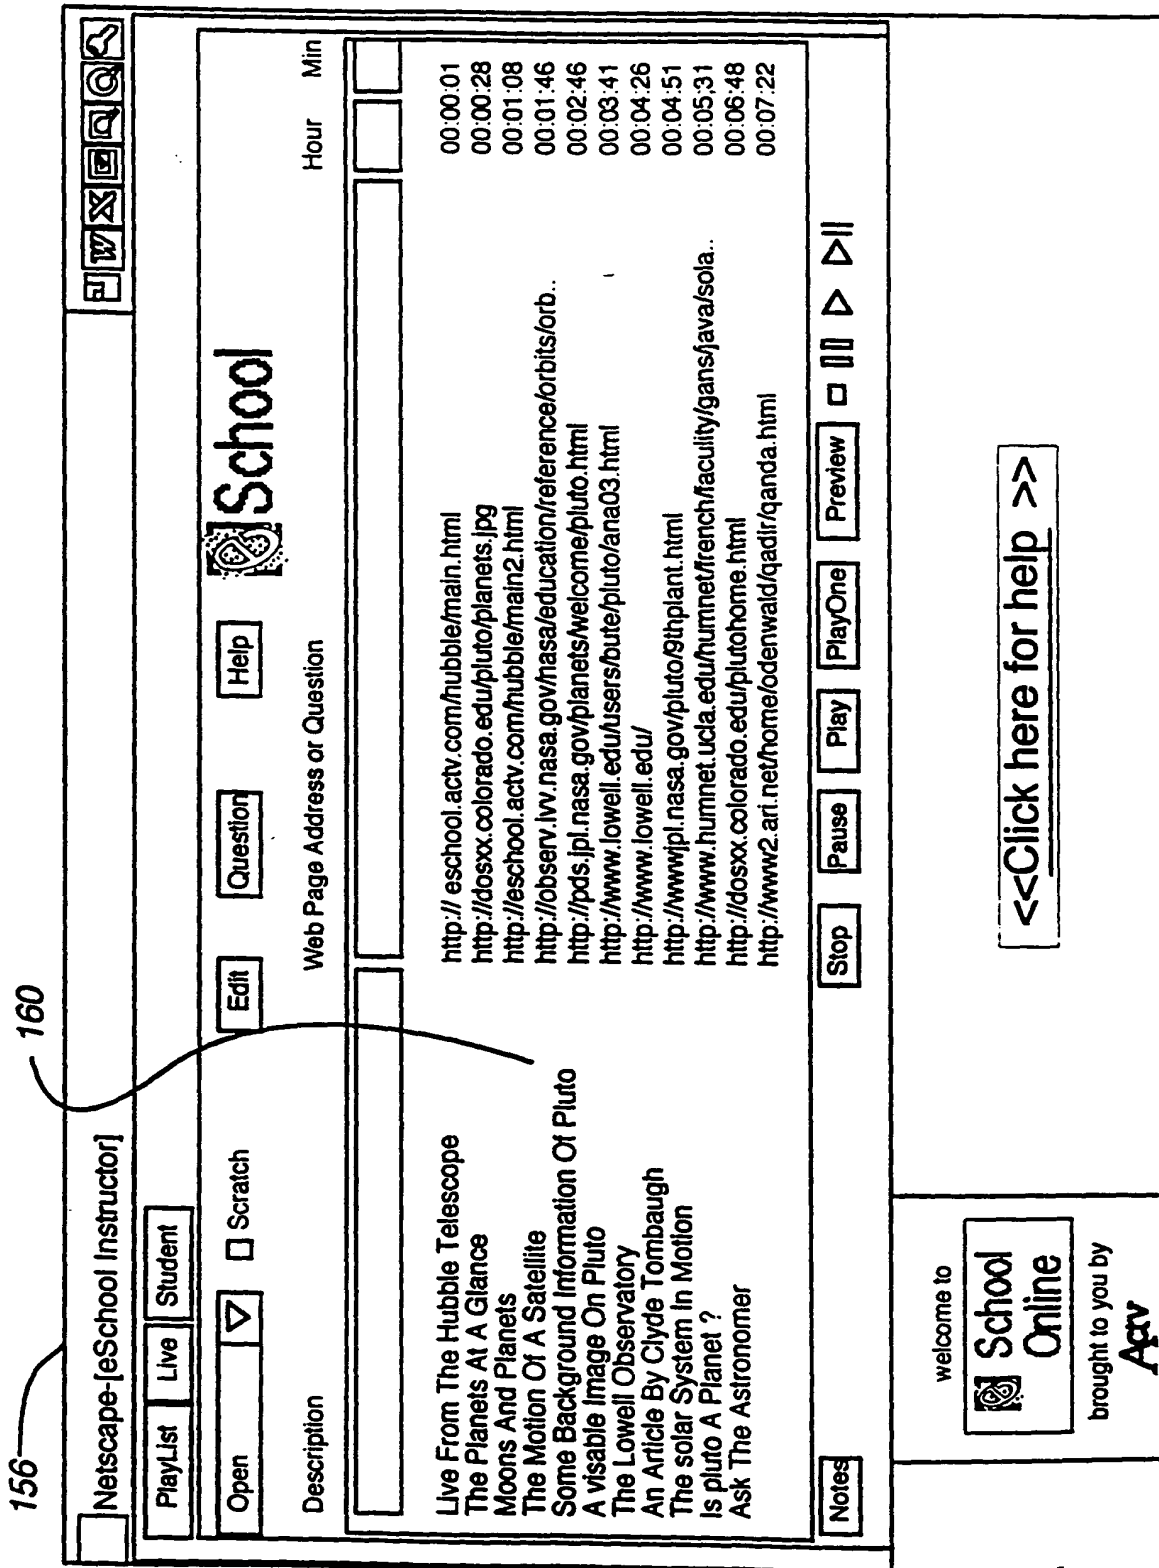 156
160
Netscape-[eSchool Instructor]
PlayList Live Student
Open Scratch Edit Question Help School
Description Web Page Address or Question Hour Min
Live From The Hubble Telescope http:// eschool.actv.com/hubble/main.html 00:00:01
The Planets At A Glance http://dosxx.colorado.edu/pluto/planets.jpg 00:00:28
Moons And Planets http://eschool.actv.com/hubble/main2.html 00:01:08
The Motion Of A Satellite http://observ.ivv.nasa.gov/nasa/education/reference/orbits/orb.. 00:01:46
Some Background Information Of Pluto http://pds.jpl.nasa.gov/planets/welcome/pluto.html 00:02:46
A visable Image On Pluto http://www.lowell.edu/users/bute/pluto/ana03.html 00:03:41
The Lowell Observatory http://www.lowell.edu/ 00:04:26
An Article By Clyde Tombaugh http://wwwjpl.nasa.gov/pluto/9thplant.html 00:04:51
The solar System In Motion http://www.humnet.ucla.edu/humnet/french/faculity/gans/java/sola.. 00:05,31
Is pluto A Planet ? http://dosxx.colorado.edu/plutohome.html 00:06:48
Ask The Astronomer http://www2.ari.net/home/odenwald/qadir/qanda.html 00:07:22
Notes Stop Pause Play PlayOne Preview
welcome to
School
Online
brought to you by
Actv
<<Click here for help >>